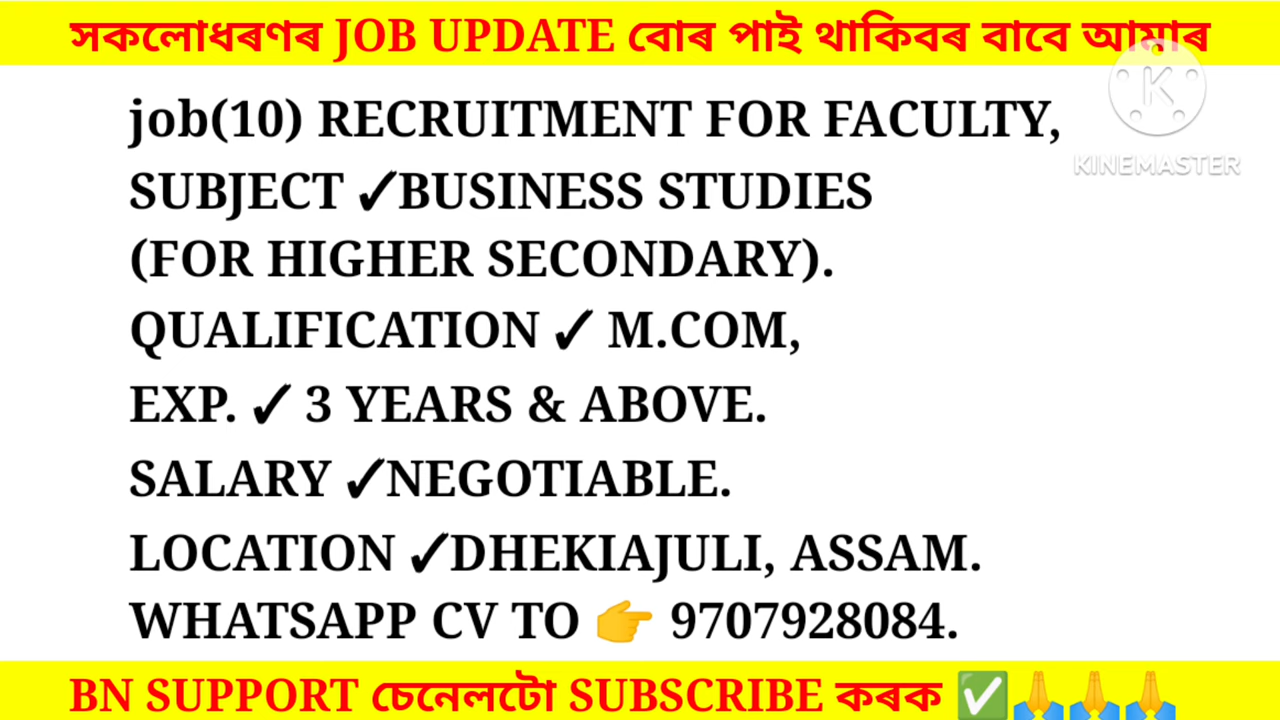 সকলোধৰণৰ JOB UPDATE বোৰ পাই থাকিবৰ বাবে আমাৰ
job(10) RECRUITMENT FOR FACULTY,
KINEMASTER
SUBJECT ✓BUSINESS STUDIES
(FOR HIGHER SECONDARY).
QUALIFICATION ✓ M.COM,
EXP. ✓ 3 YEARS & ABOVE.
SALARY ✓NEGOTIABLE.
LOCATION ✓DHEKIAJULI, ASSAM.
WHATSAPP CV TO 👉 9707928084.
BN SUPPORT চেনেলটো SUBSCRIBE কৰক ✅🙏🙏🙏